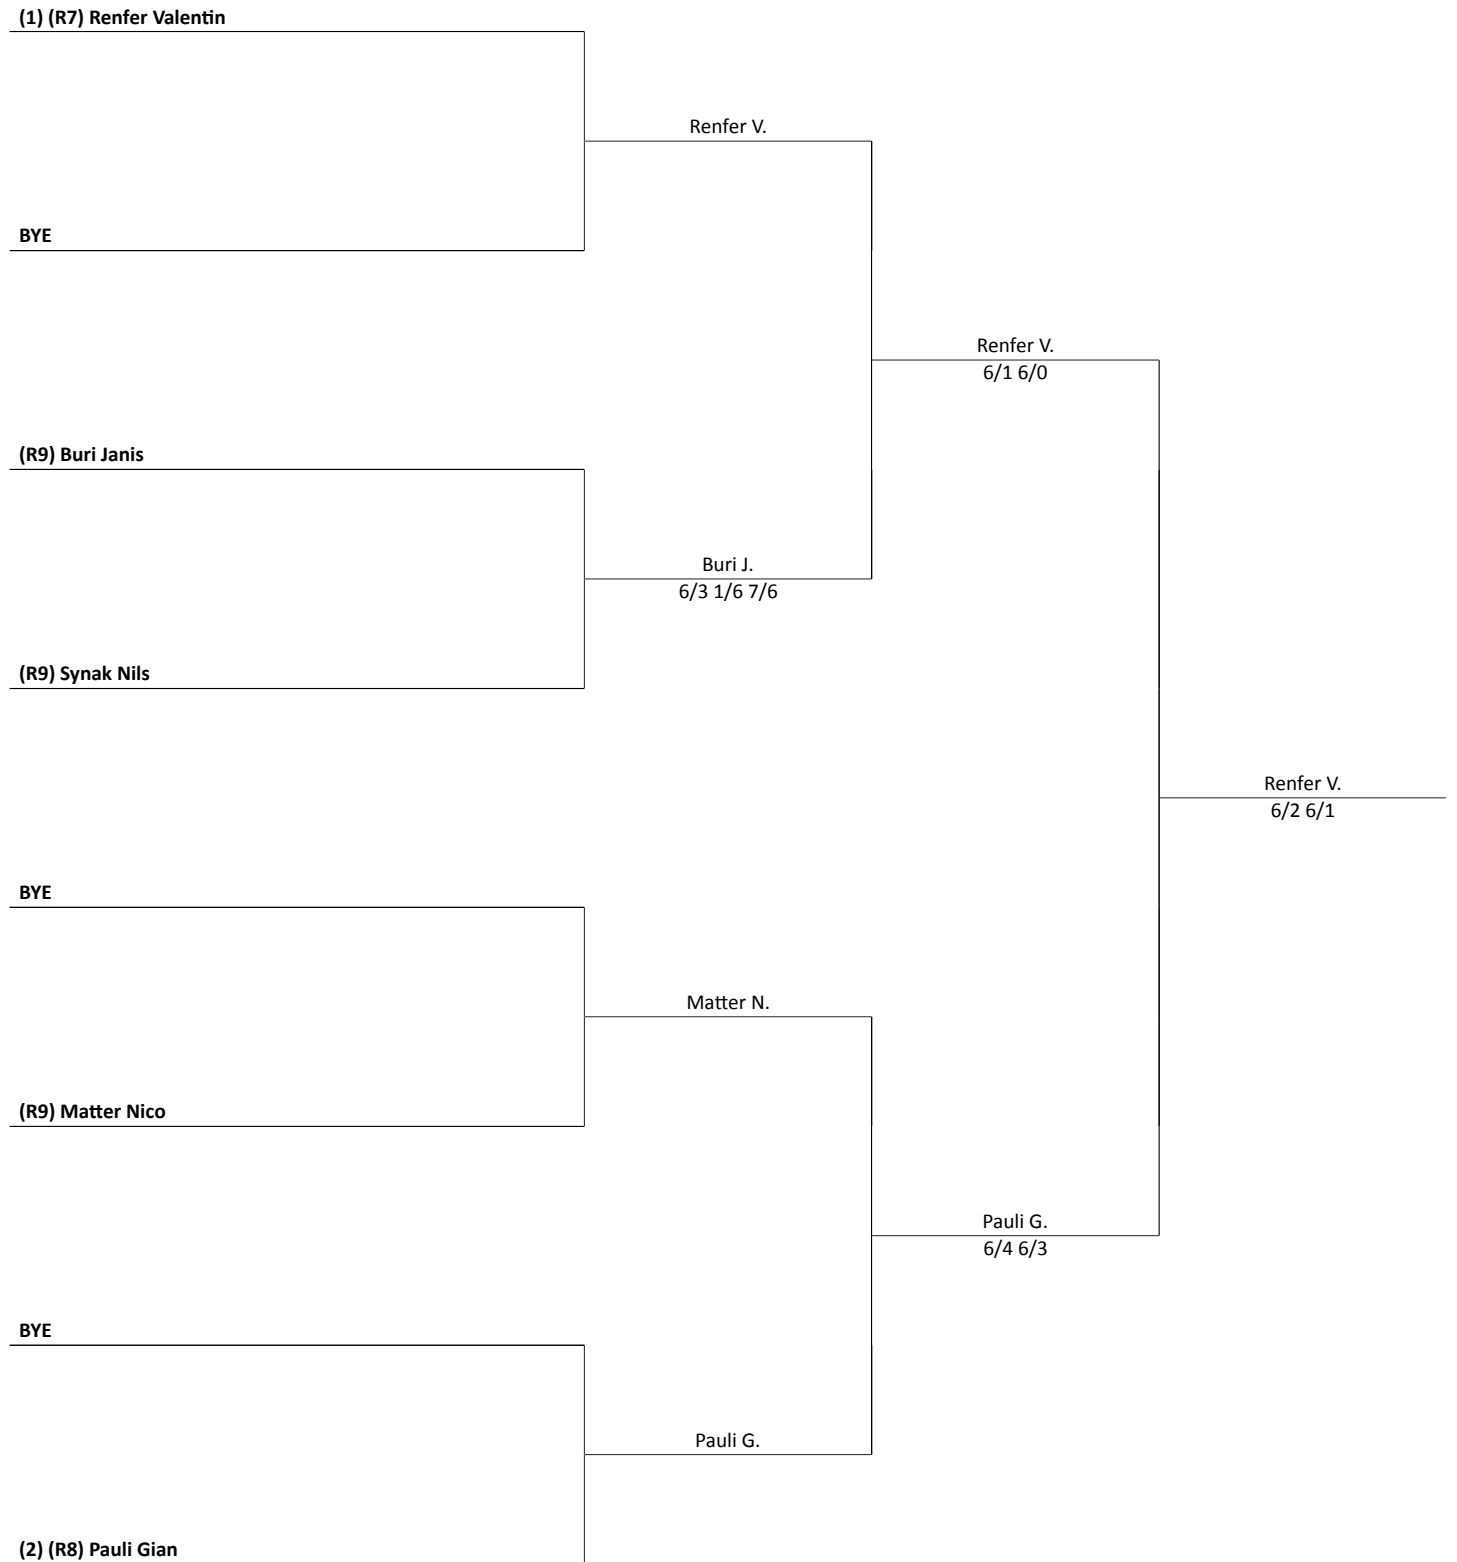 (1) (R7) Renfer Valentin
Renfer V.
BYE
Renfer V.
6/1 6/0
(R9) Buri Janis
Buri J.
6/3 1/6 7/6
(R9) Synak Nils
Renfer V.
6/2 6/1
BYE
Matter N.
(R9) Matter Nico
Pauli G.
6/4 6/3
BYE
Pauli G.
(2) (R8) Pauli Gian